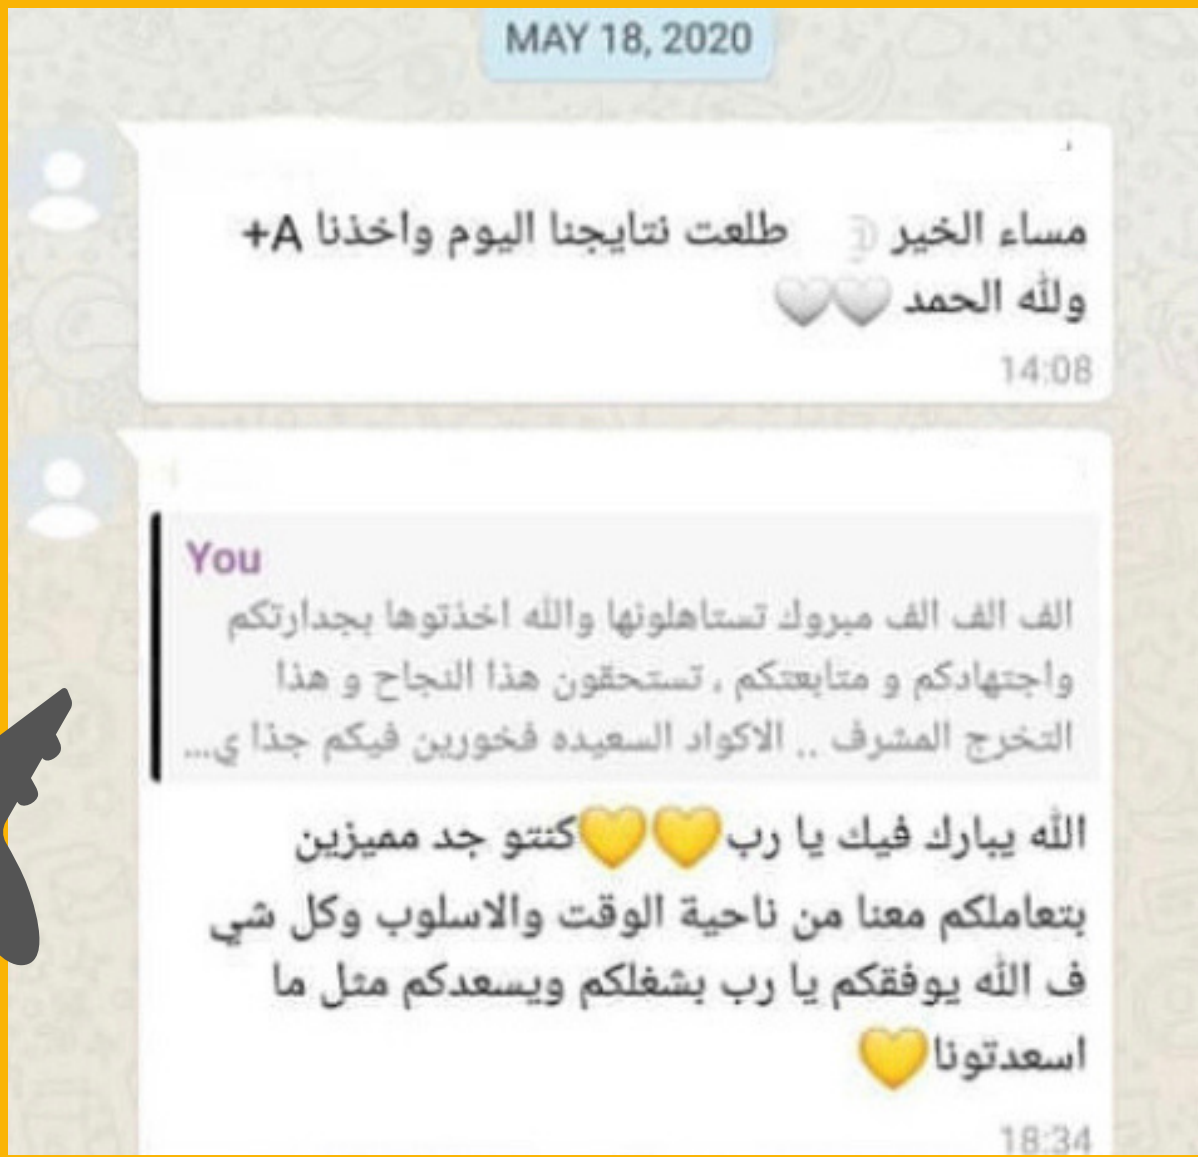 MAY 18, 2020
مساء الخير طلعت نتايجنا اليوم واخذنا A+
ولله الحمد 🤍🤍
14:08
You
الف الف الف مبروك تستاهلونها والله اخذتوها بجدارتكم
واجتهادكم و متابعتكم ، تستحقون هذا النجاح و هذا
التخرج المشرف .. الاكواد السعيده فخورين فيكم جذا ي...
الله يبارك فيك يا رب💛💛كنتو جد مميزين
بتعاملكم معنا من ناحية الوقت والاسلوب وكل شي
ف الله يوفقكم يا رب بشغلكم ويسعدكم مثل ما
اسعدتونا💛
18:34